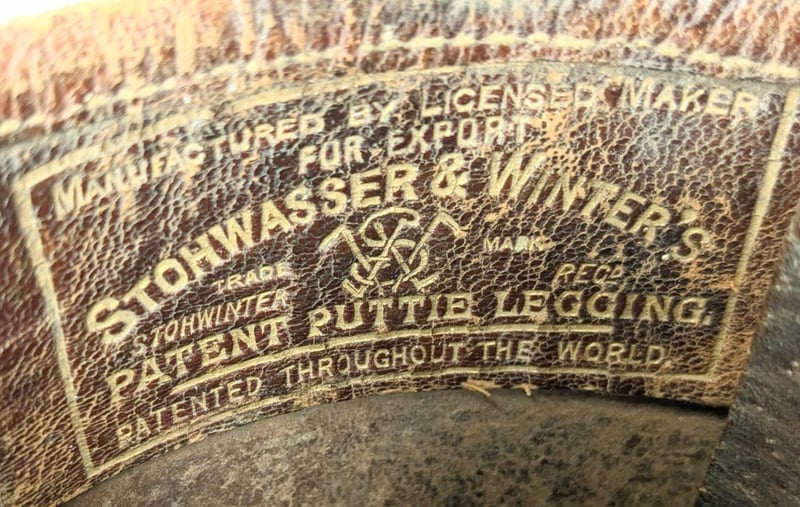 MANUFACTURED BY LICENSED MAKER
FOR EXPORT
STOHWASSER & WINTER'S
TRADE MARK
STOHWINTER REGD
PATENT PUTTIE LEGGING.
PATENTED THROUGHOUT THE WORLD.